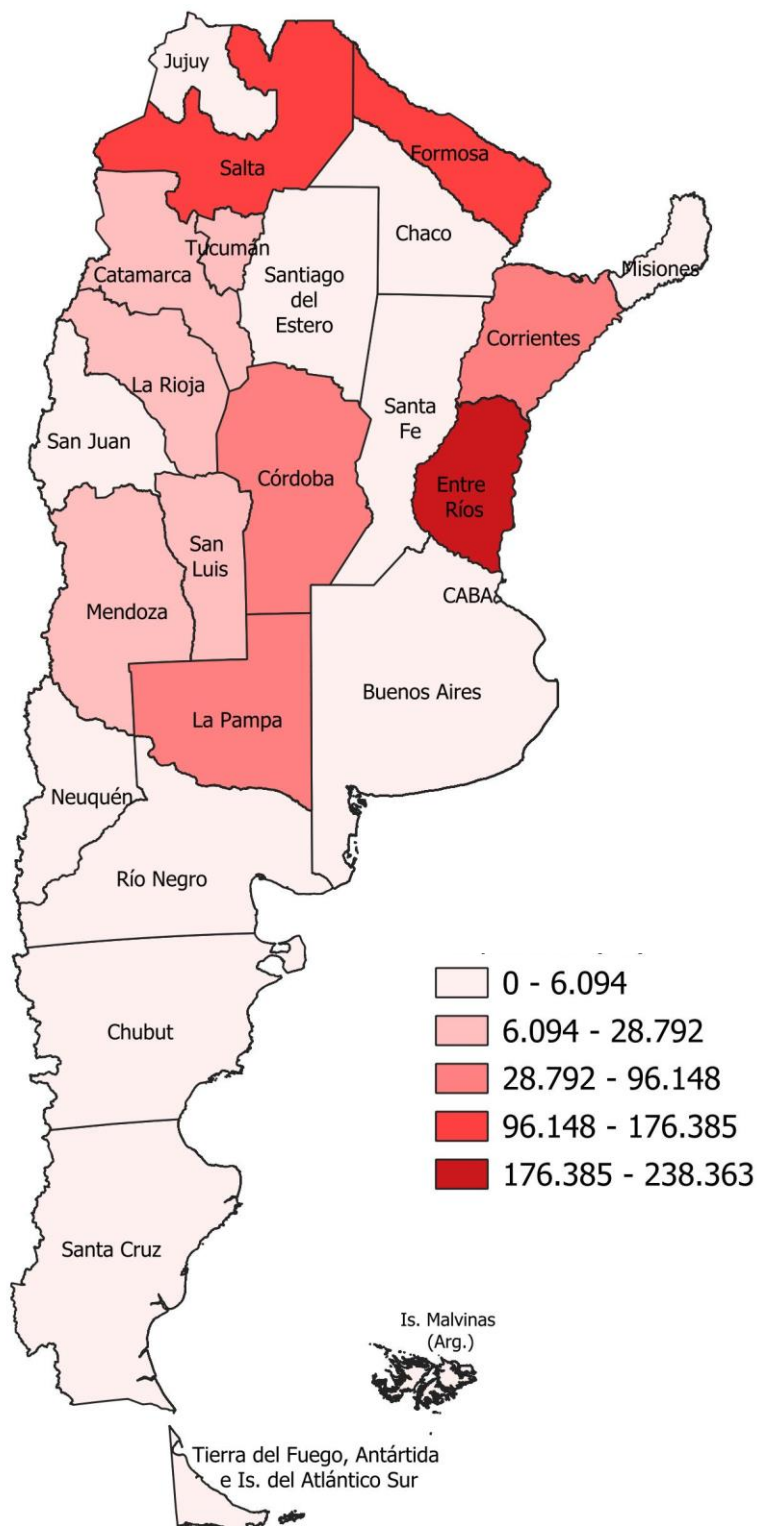 Jujuy
Salta
Formosa
Chaco
Tucumán
Catamarca
Santiago
del
Estero
Misiones
Corrientes
La Rioja
Santa
Fe
San Juan
Córdoba
Entre
Ríos
San
Luis
CABA
Mendoza
Buenos Aires
La Pampa
Neuquén
Río Negro
Chubut
0 - 6.094
6.094 - 28.792
28.792 - 96.148
96.148 - 176.385
176.385 - 238.363
Santa Cruz
Is. Malvinas
(Arg.)
Tierra del Fuego, Antártida
e Is. del Atlántico Sur